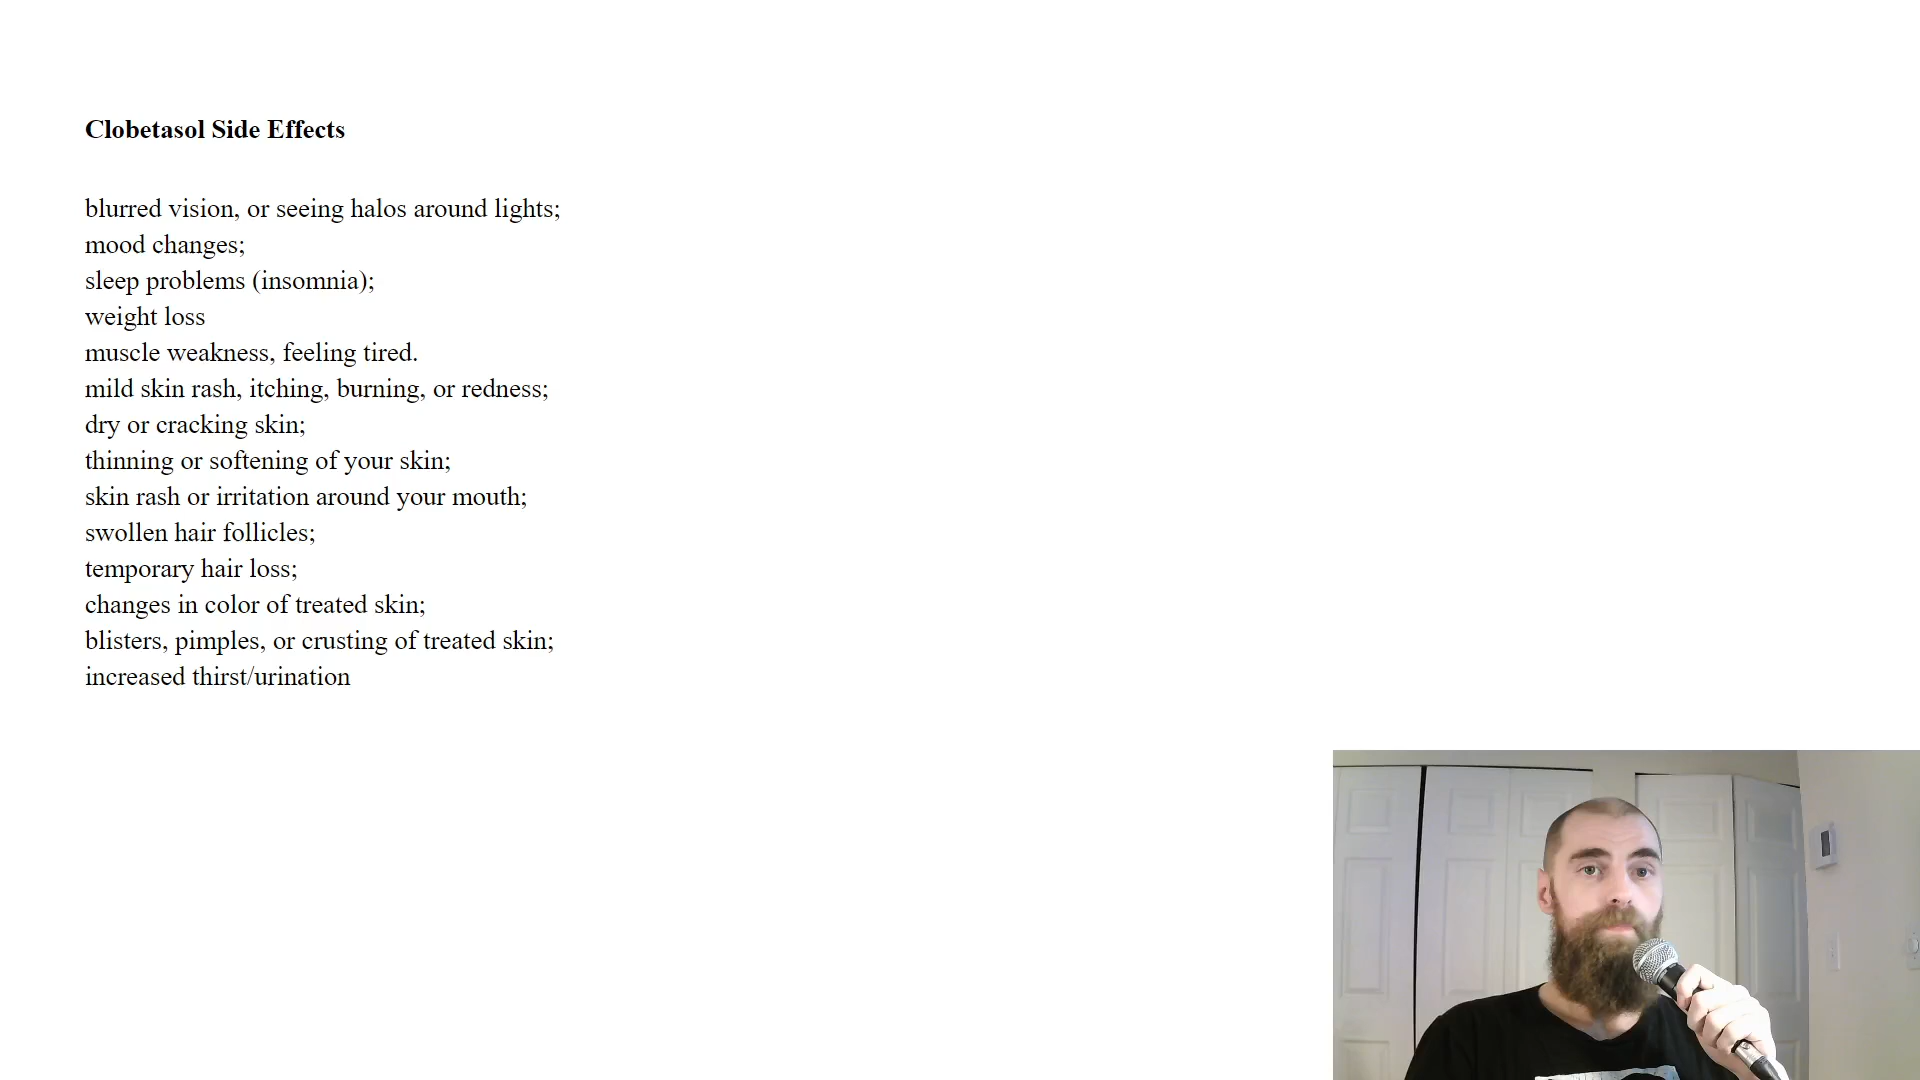 Clobetasol Side Effects
blurred vision, or seeing halos around lights;
mood changes;
sleep problems (insomnia);
weight loss
muscle weakness, feeling tired.
mild skin rash, itching, burning, or redness;
dry or cracking skin;
thinning or softening of your skin;
skin rash or irritation around your mouth;
swollen hair follicles;
temporary hair loss;
changes in color of treated skin;
blisters, pimples, or crusting of treated skin;
increased thirst/urination